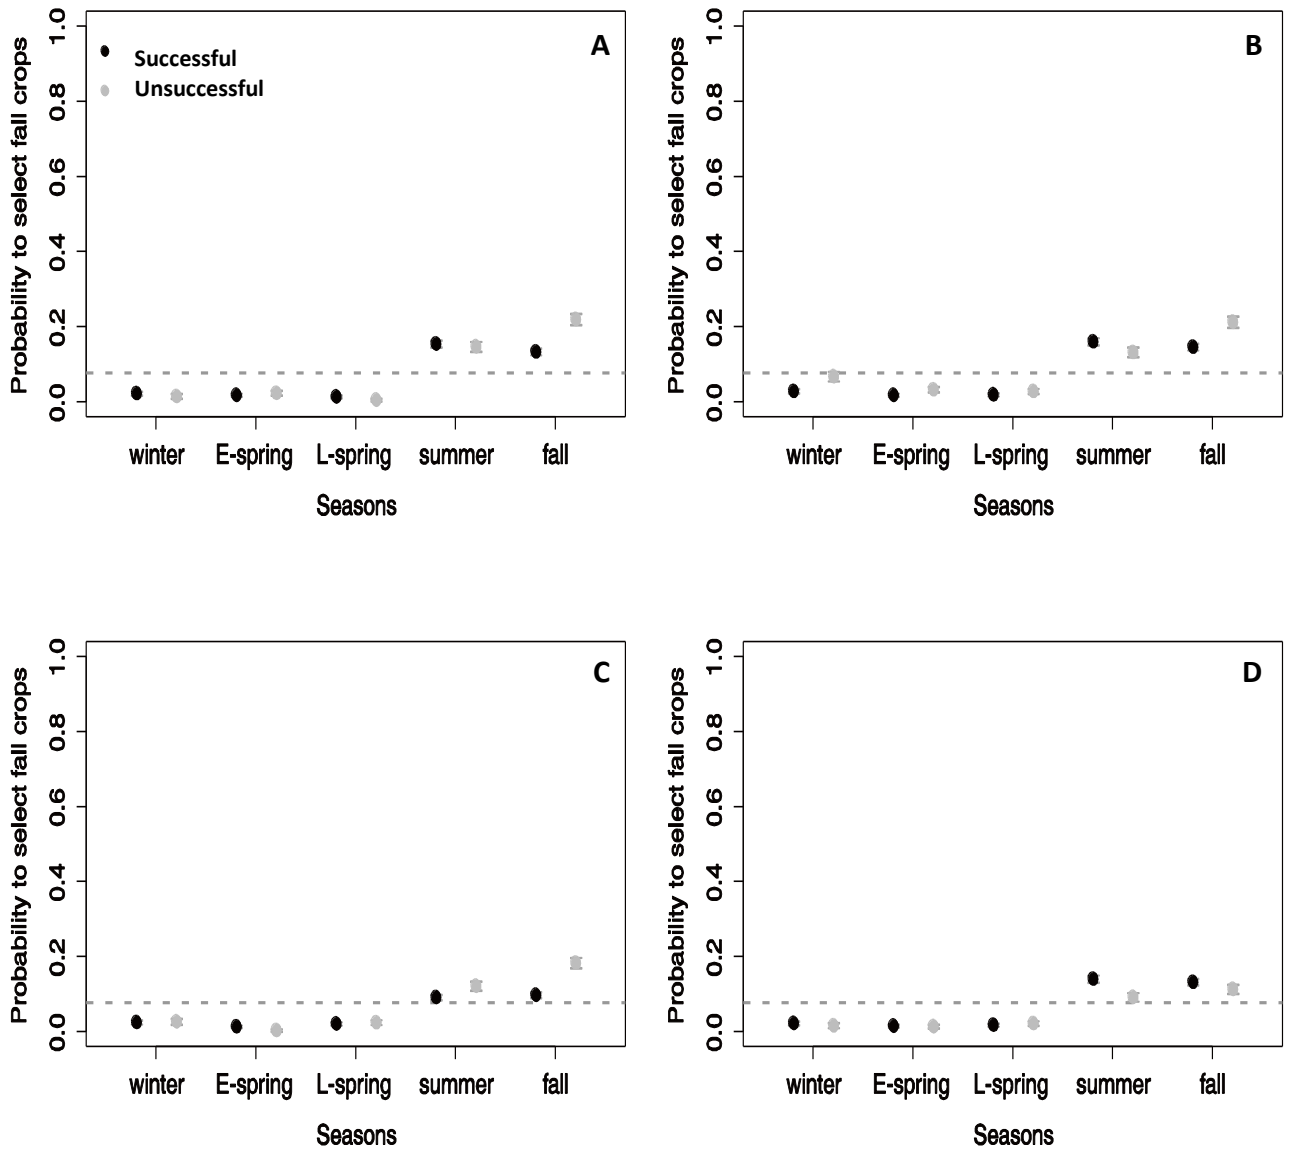 A
Successful
Unsuccessful
Probability to select fall crops
0.0 0.2 0.4 0.6 0.8 1.0
winter E-spring L-spring summer fall
Seasons
B
Probability to select fall crops
0.0 0.2 0.4 0.6 0.8 1.0
winter E-spring L-spring summer fall
Seasons
C
Probability to select fall crops
0.0 0.2 0.4 0.6 0.8 1.0
winter E-spring L-spring summer fall
Seasons
D
Probability to select fall crops
0.0 0.2 0.4 0.6 0.8 1.0
winter E-spring L-spring summer fall
Seasons